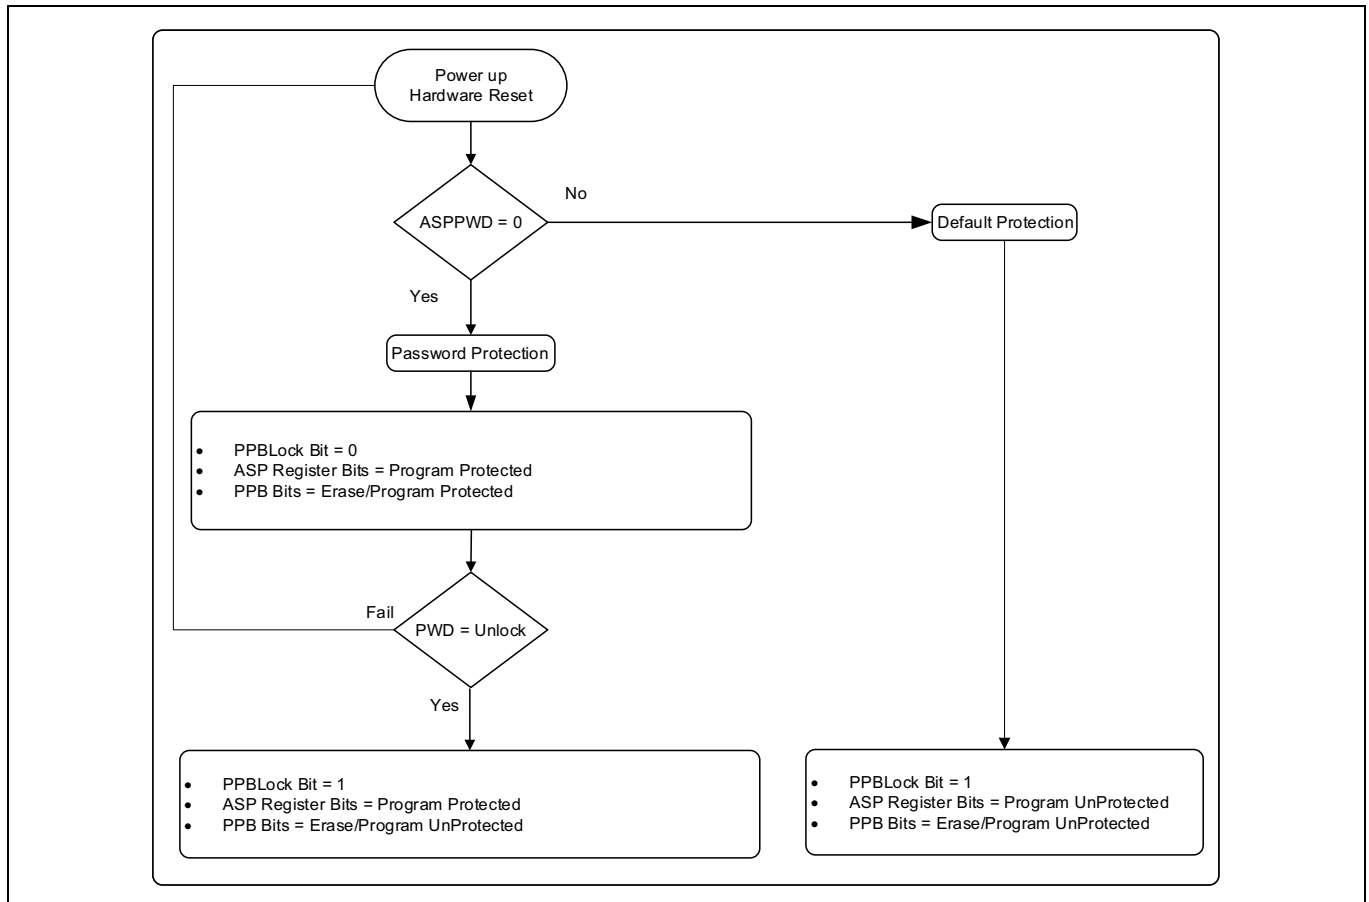 Power up
Hardware Reset
ASPPWD = 0
No
Default Protection
Yes
Password Protection
• PPBLock Bit = 0
• ASP Register Bits = Program Protected
• PPB Bits = Erase/Program Protected
Fail
PWD = Unlock
Yes
• PPBLock Bit = 1
• ASP Register Bits = Program Protected
• PPB Bits = Erase/Program UnProtected
• PPBLock Bit = 1
• ASP Register Bits = Program UnProtected
• PPB Bits = Erase/Program UnProtected